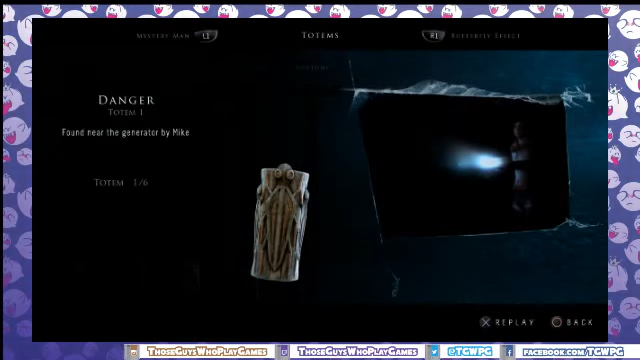 MYSTERY MAN L1 TOTEMS R1 BUTTERFLY EFFECT
DANGER
TOTEM 1
Found near the generator by Mike
TOTEM 1/6
REPLAY BACK
THOSEGUYSWHOPLAYGAMES THOSEGUYSWHOPLAYGAMES @TGWPG FACEBOOK.COM/TGWPG